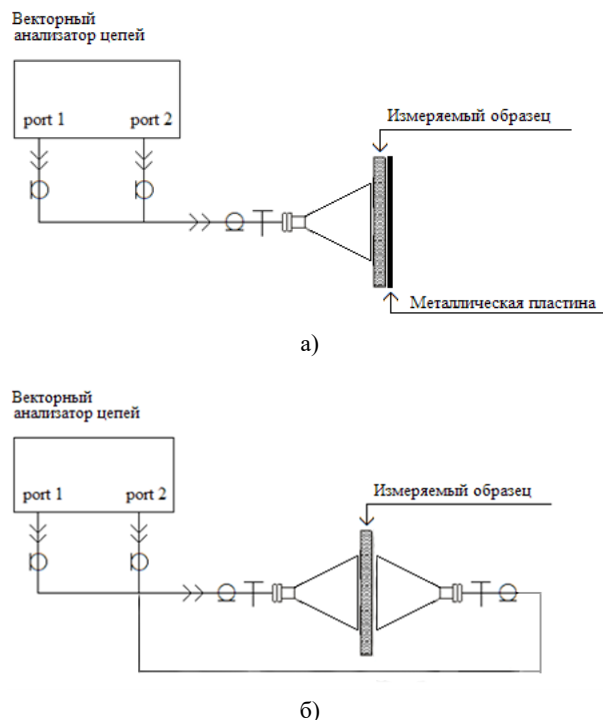 Векторный
анализатор цепей
port 1 port 2
Измеряемый образец
Металлическая пластина
а)
Векторный
анализатор цепей
port 1 port 2
Измеряемый образец
б)